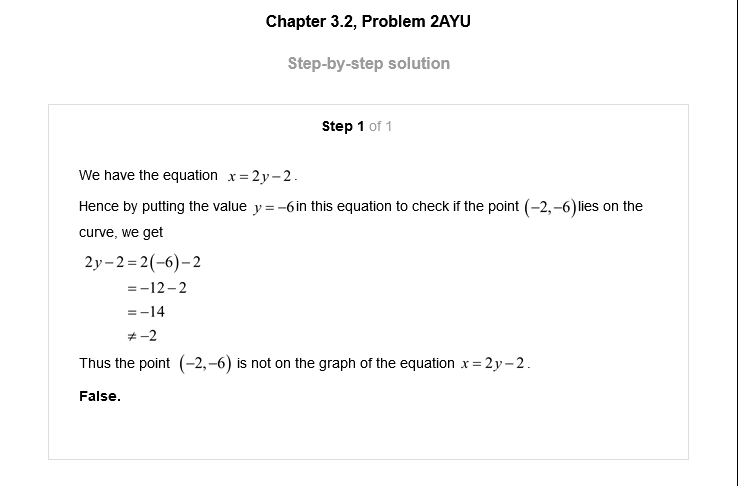 Chapter 3.2, Problem 2AYU
Step-by-step solution
Step 1 of 1
We have the equation x = 2y − 2.
Hence by putting the value y = −6 in this equation to check if the point (−2,−6) lies on the
curve, we get
2y − 2 = 2(−6) − 2
= −12 − 2
= −14
≠ −2
Thus the point (−2,−6) is not on the graph of the equation x = 2y − 2.
False.